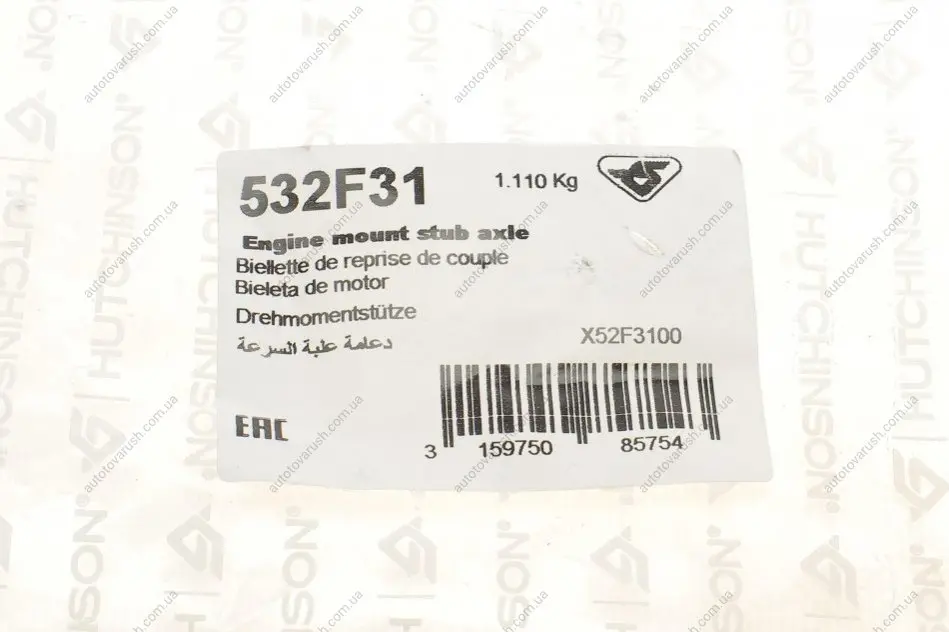 532F31
1.110 Kg
Engine mount stub axle
Biellette de reprise de couple
Bieleta de motor
Drehmomentstütze
دعامة علبة السرعة
X52F3100
EAC
3 159750 85754
HUTCHINSON
autotovarush.com.ua